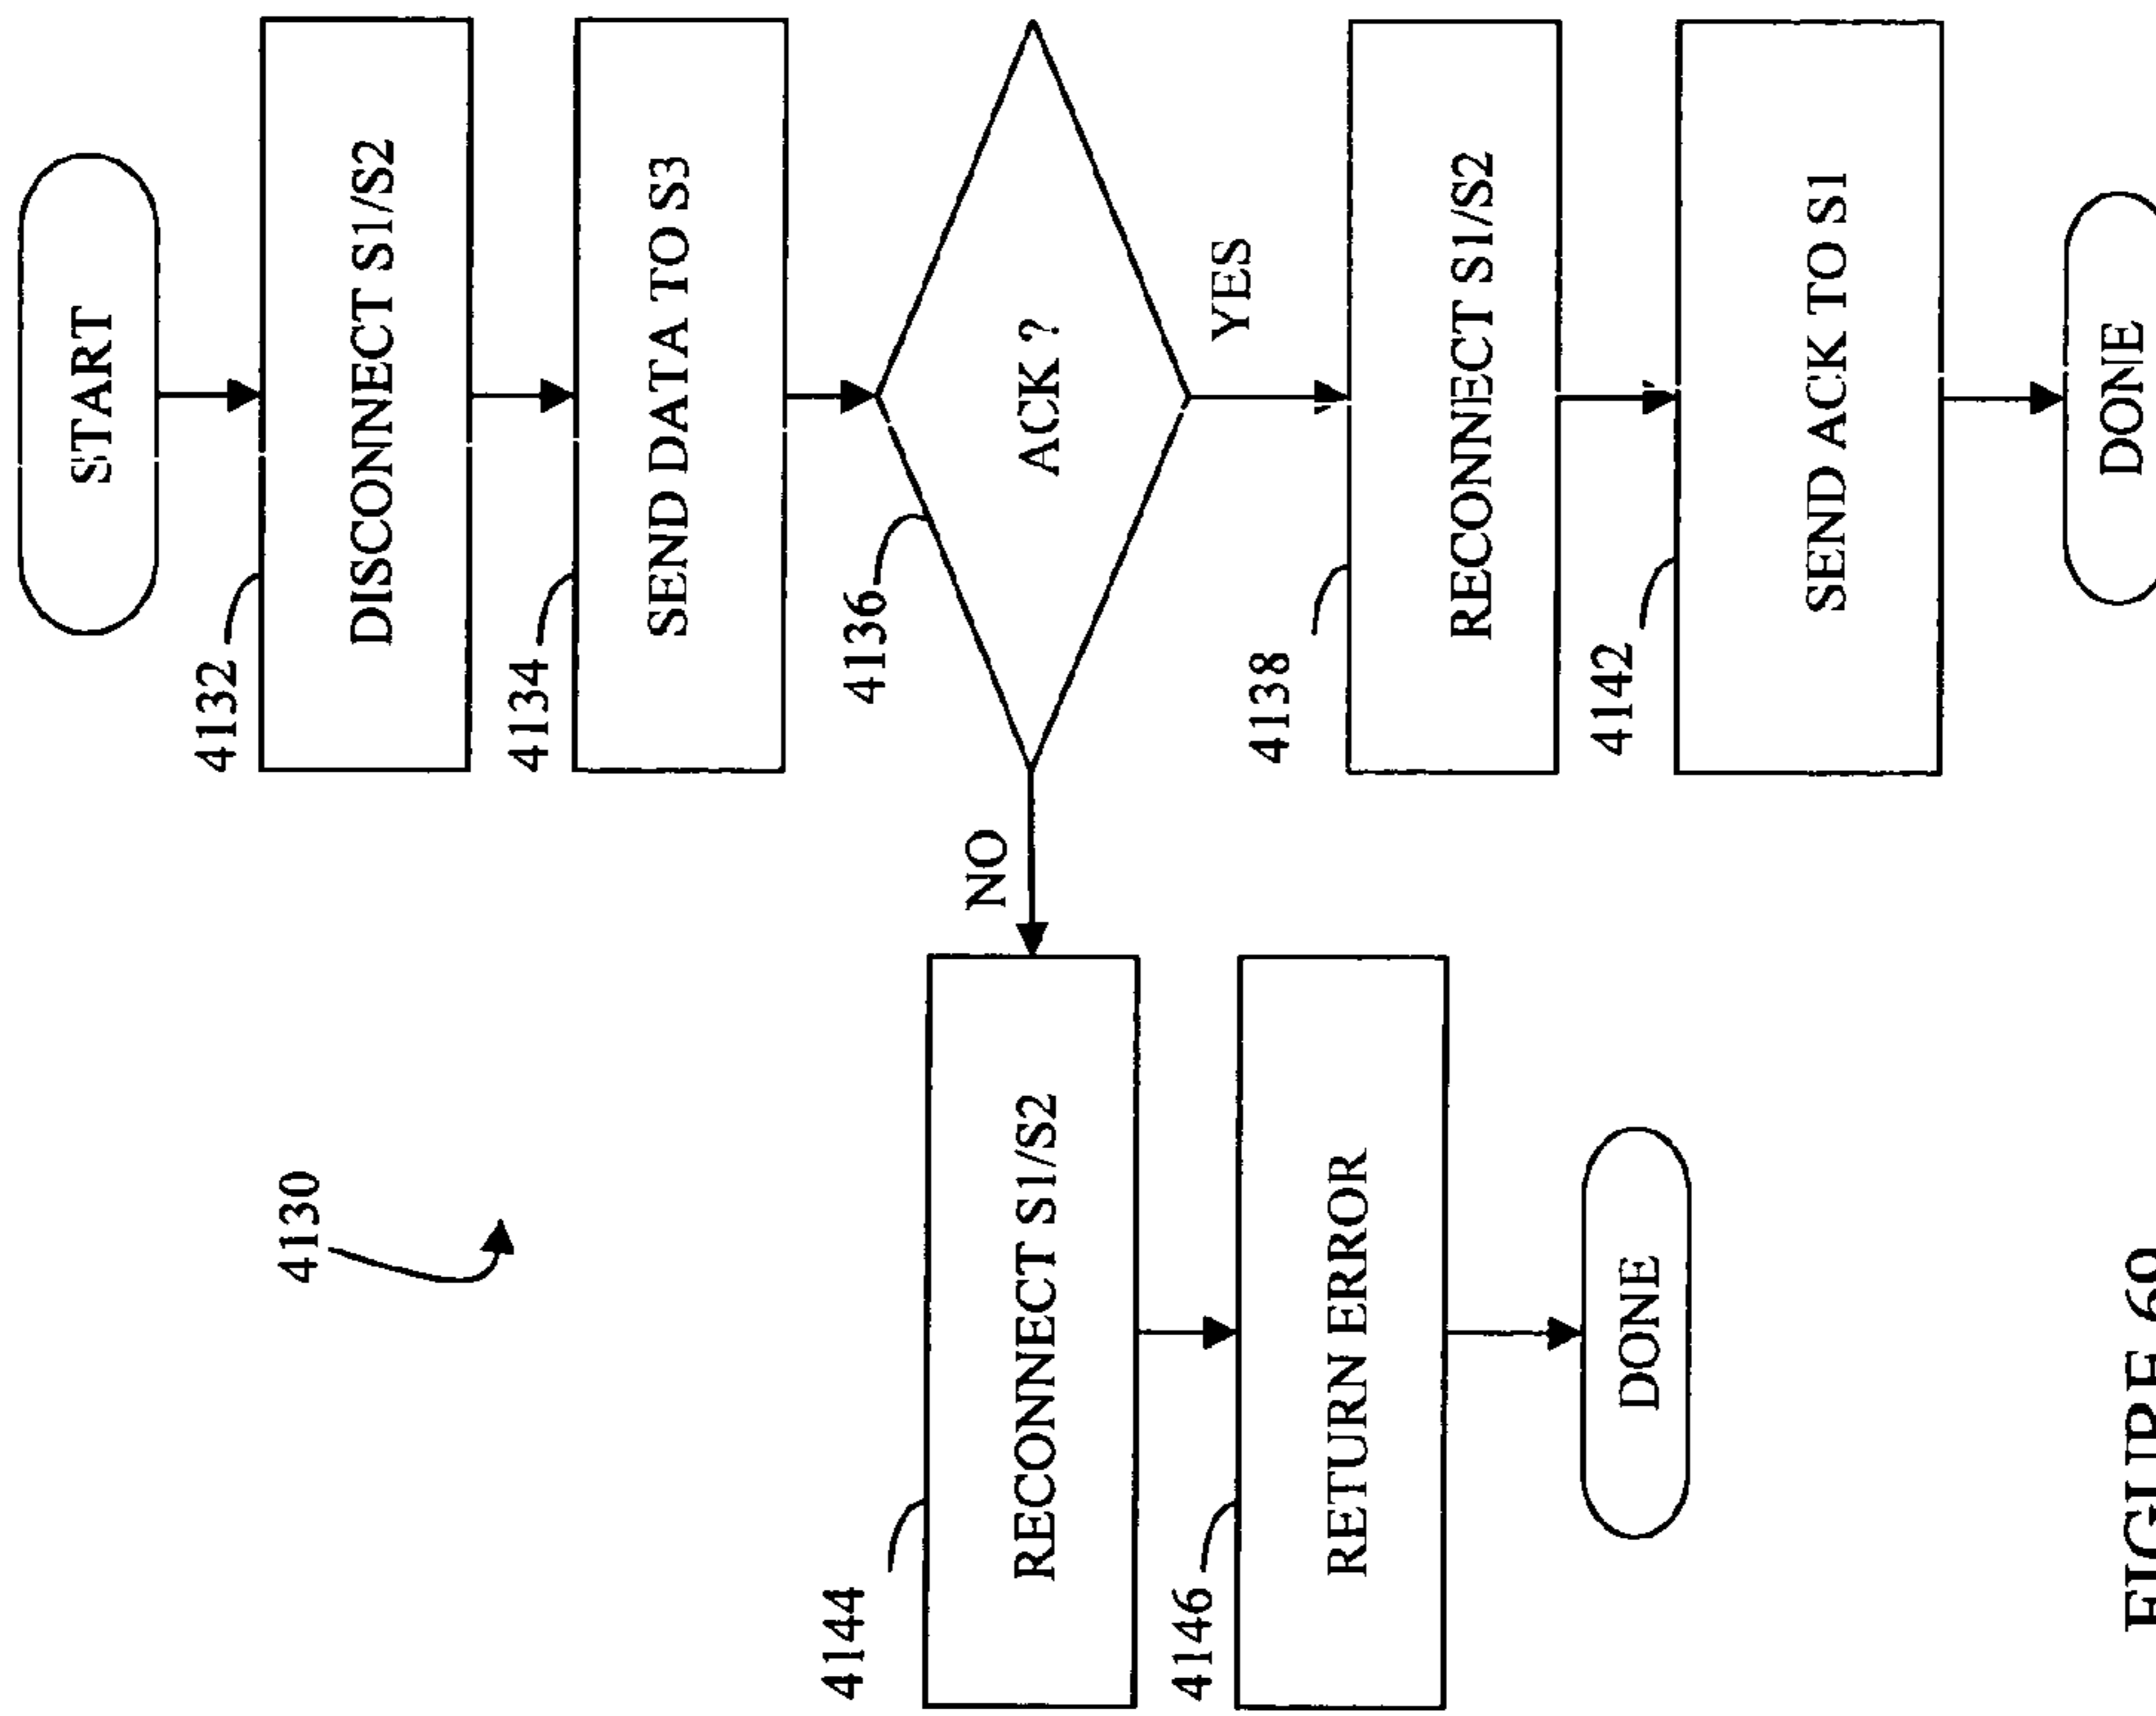 START
4132
DISCONNECT S1/S2
4134
SEND DATA TO S3
4136
ACK ?
NO
YES
4138
RECONNECT S1/S2
4142
SEND ACK TO S1
DONE
4130
4144
RECONNECT S1/S2
4146
RETURN ERROR
DONE
FIGURE